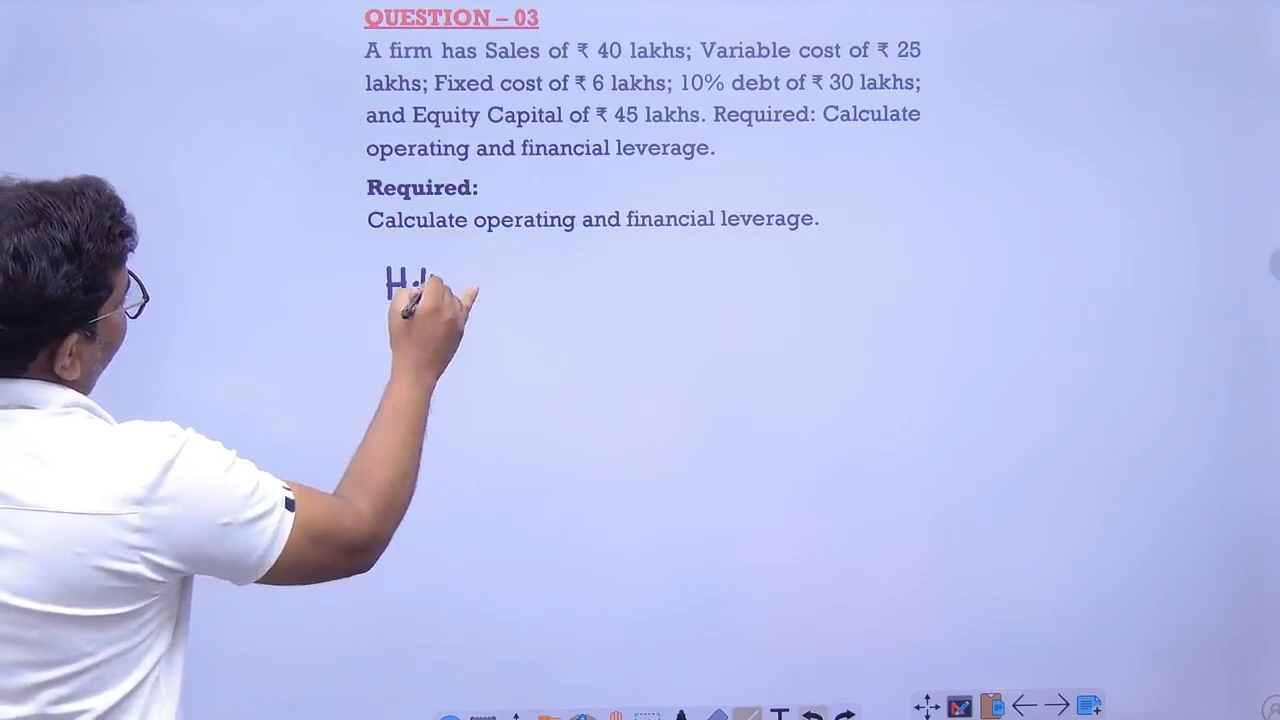 QUESTION – 03
A firm has Sales of ₹ 40 lakhs; Variable cost of ₹ 25
lakhs; Fixed cost of ₹ 6 lakhs; 10% debt of ₹ 30 lakhs;
and Equity Capital of ₹ 45 lakhs. Required: Calculate
operating and financial leverage.
Required:
Calculate operating and financial leverage.